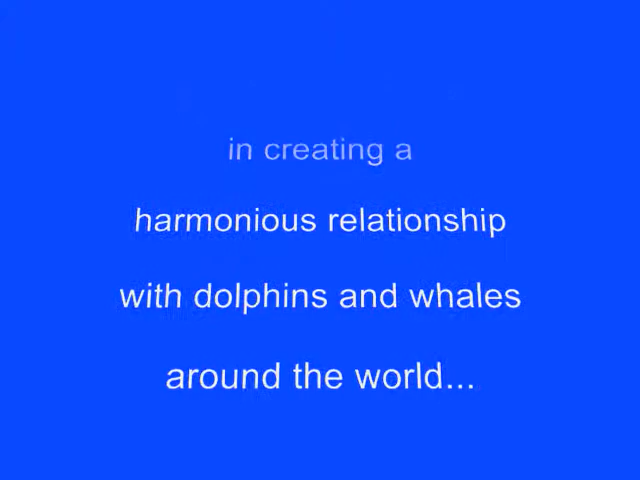 in creating a
harmonious relationship
with dolphins and whales
around the world...